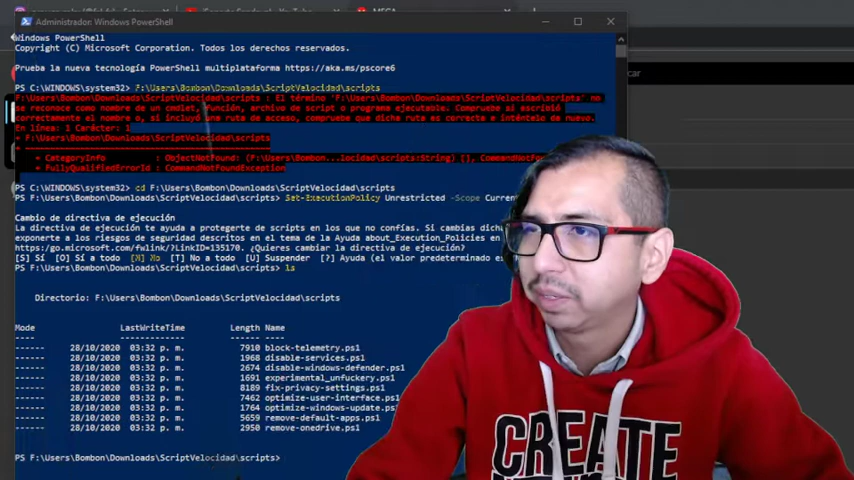 Administrador: Windows PowerShell
Windows PowerShell
Copyright (C) Microsoft Corporation. Todos los derechos reservados.
Prueba la nueva tecnología PowerShell multiplataforma https://aka.ms/pscore6
PS C:\WINDOWS\system32> F:\Users\Bombon\Downloads\ScriptVelocidad\scripts
F:\Users\Bombon\Downloads\ScriptVelocidad\scripts : El término 'F:\Users\Bombon\Downloads\ScriptVelocidad\scripts' no
se reconoce como nombre de un cmdlet, función, archivo de script o programa ejecutable. Compruebe si escribió
correctamente el nombre o, si incluyó una ruta de acceso, compruebe que dicha ruta es correcta e inténtelo de nuevo.
En línea: 1 Carácter: 1
+ F:\Users\Bombon\Downloads\ScriptVelocidad\scripts
+ CategoryInfo : ObjectNotFound: (F:\Users\Bombon...locidad\scripts:String) [], CommandNotFo
+ FullyQualifiedErrorId : CommandNotFoundException
PS C:\WINDOWS\system32> cd F:\Users\Bombon\Downloads\ScriptVelocidad\scripts
PS F:\Users\Bombon\Downloads\ScriptVelocidad\scripts> Set-ExecutionPolicy Unrestricted -Scope Current
Cambio de directiva de ejecución
La directiva de ejecución te ayuda a protegerte de scripts en los que no confías. Si cambias dicha
exponerte a los riesgos de seguridad descritos en el tema de la Ayuda about_Execution_Policies en
https:/go.microsoft.com/fwlink/?LinkID=135170. ¿Quieres cambiar la directiva de ejecución?
[S] Sí [O] Sí a todo [N] No [T] No a todo [U] Suspender [?] Ayuda (el valor predeterminado es
PS F:\Users\Bombon\Downloads\ScriptVelocidad\scripts> ls
Directorio: F:\Users\Bombon\Downloads\ScriptVelocidad\scripts
Mode LastWriteTime Length Name
---- ------------- ------ ----
------ 28/10/2020 03:32 p. m. 7910 block-telemetry.ps1
------ 28/10/2020 03:32 p. m. 1968 disable-services.ps1
------ 28/10/2020 03:32 p. m. 2674 disable-windows-defender.ps1
------ 28/10/2020 03:32 p. m. 1691 experimental_unfuckery.ps1
------ 28/10/2020 03:32 p. m. 8189 fix-privacy-settings.ps1
------ 28/10/2020 03:32 p. m. 7462 optimize-user-interface.ps1
------ 28/10/2020 03:32 p. m. 1764 optimize-windows-update.ps1
------ 28/10/2020 03:32 p. m. 5659 remove-default-apps.ps1
------ 28/10/2020 03:32 p. m. 2950 remove-onedrive.ps1
PS F:\Users\Bombon\Downloads\ScriptVelocidad\scripts>
MEGA
car
CREATE